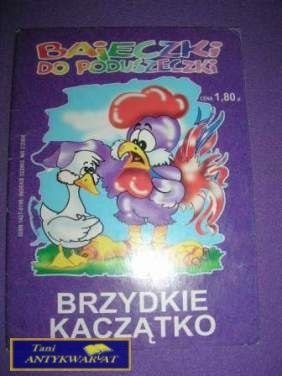 BAJECZKI
DO PODUSZECZKI
CENA 1,80 zł
BRZYDKIE
KACZĄTKO
Tani
ANTYKWARIAT